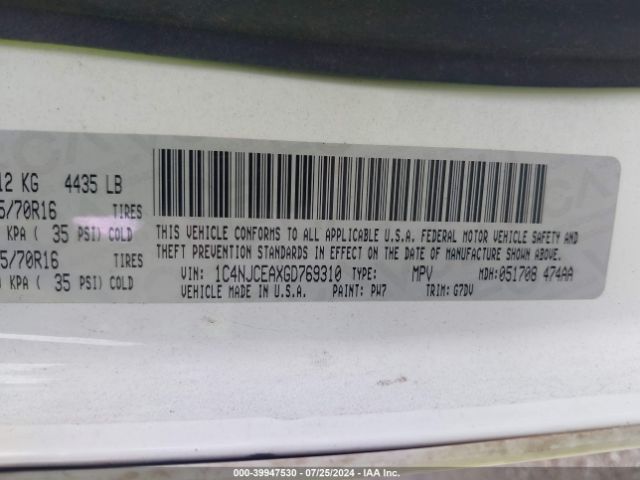 12 KG 4435 LB
5/70R16 TIRES
KPA ( 35 PSI) COLD
5/70R16 TIRES
KPA ( 35 PSI) COLD
THIS VEHICLE CONFORMS TO ALL APPLICABLE U.S.A. FEDERAL MOTOR VEHICLE SAFETY AND
THEFT PREVENTION STANDARDS IN EFFECT ON THE DATE OF MANUFACTURE SHOWN ABOVE.
VIN: 1C4NJCEAXGD769310 TYPE: MPV MDH: 051708 474AA
VEHICLE MADE IN U.S.A. PAINT: PW7 TRIM: G7DV
000-39947530 - 07/25/2024 - IAA Inc.